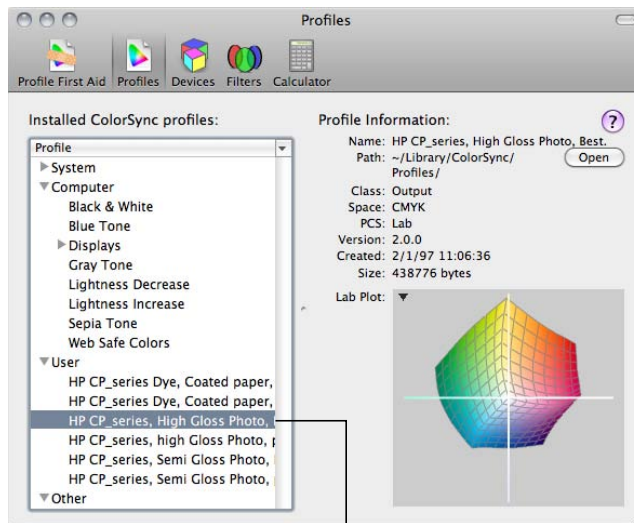 Profiles
Profile First Aid
Profiles
Devices
Filters
Calculator
Installed ColorSync profiles:
Profile
System
Computer
Black & White
Blue Tone
Displays
Gray Tone
Lightness Decrease
Lightness Increase
Sepia Tone
Web Safe Colors
User
HP CP_series Dye, Coated paper,
HP CP_series Dye, Coated paper,
HP CP_series, High Gloss Photo,
HP CP_series, high Gloss Photo, p
HP CP_series, Semi Gloss Photo,
HP CP_series, Semi Gloss Photo,
Other
Profile Information:
?
Name: HP CP_series, High Gloss Photo, Best.
Path: ~/Library/ColorSync/
Profiles/
Open
Class: Output
Space: CMYK
PCS: Lab
Version: 2.0.0
Created: 2/1/97 11:06:36
Size: 438776 bytes
Lab Plot: